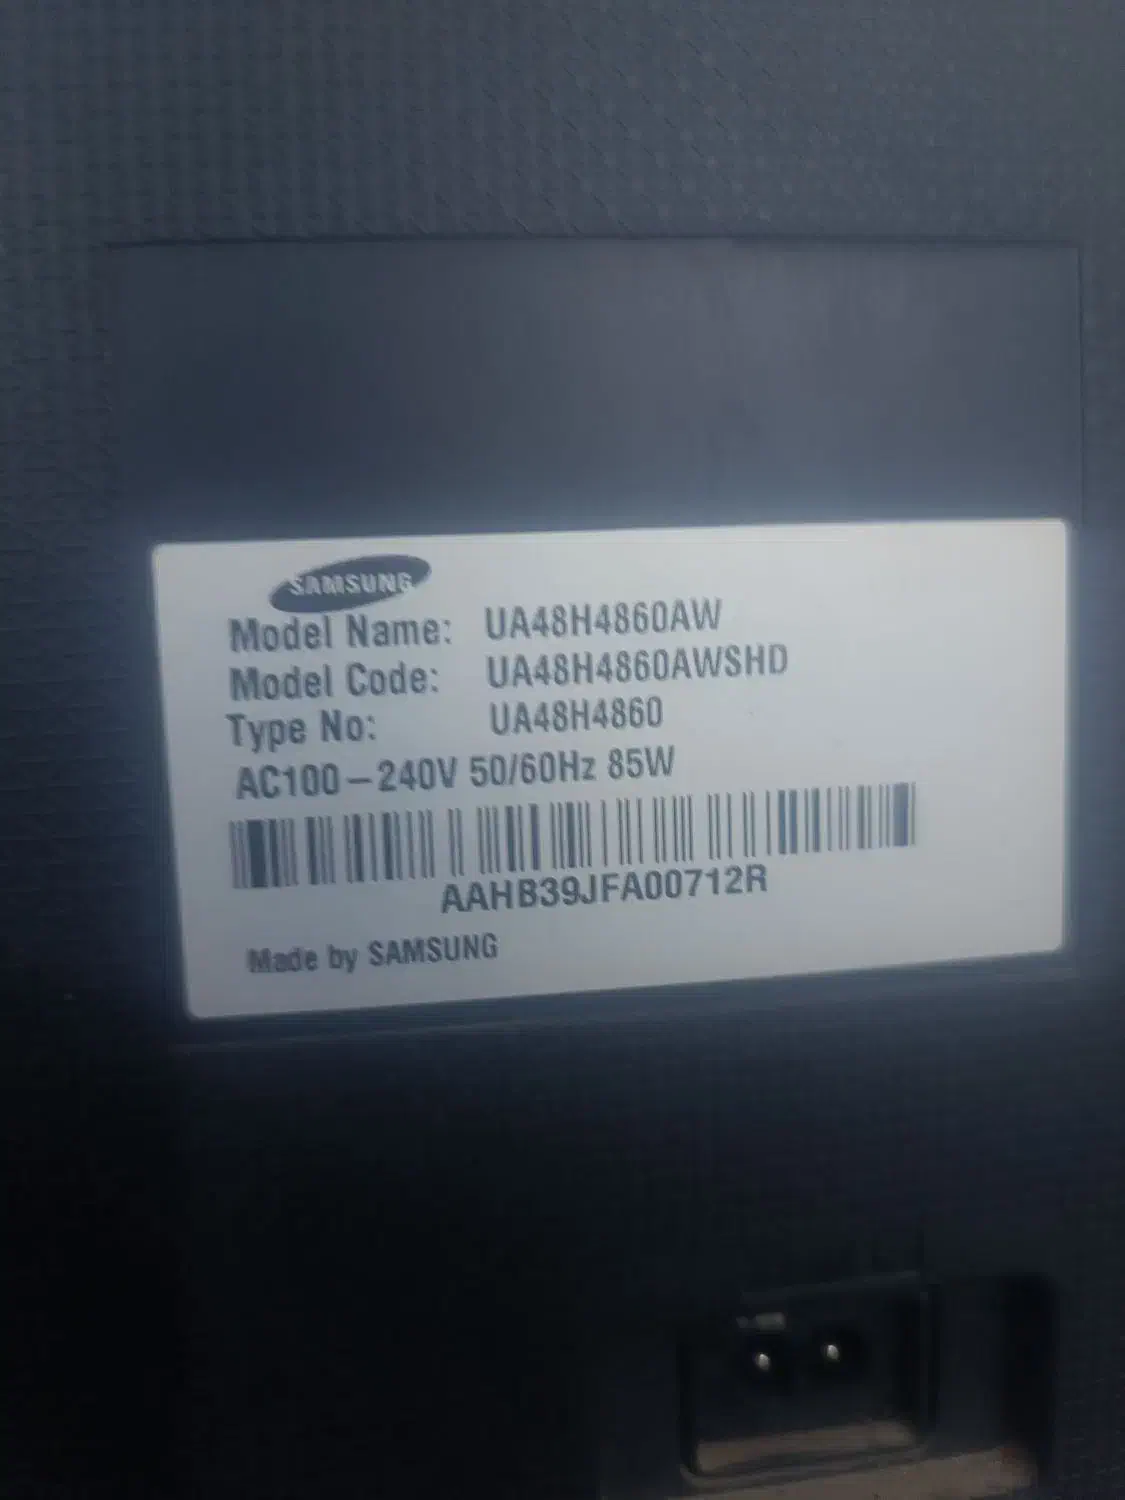 SAMSUNG
Model Name: UA48H4860AW
Model Code: UA48H4860AWSHD
Type No: UA48H4860
AC100-240V 50/60Hz 85W
AAHB39JFA00712R
Made by SAMSUNG